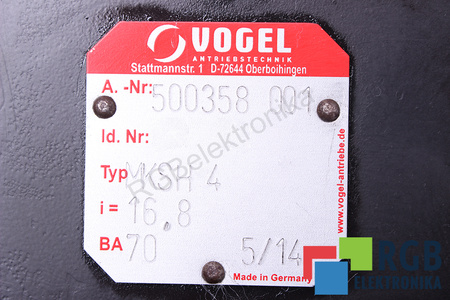 VOGEL
ANTRIEBSTECHNIK
Stattmannstr. 1 D-72644 Oberboihingen
A. -Nr: 500358 001
Id. Nr:
Typ MKSH 4
i = 16,8
BA 70 5/14
Made in Germany
www.vogel-antriebe.de
RGBelektronika
RGB
ELEKTRONIKA